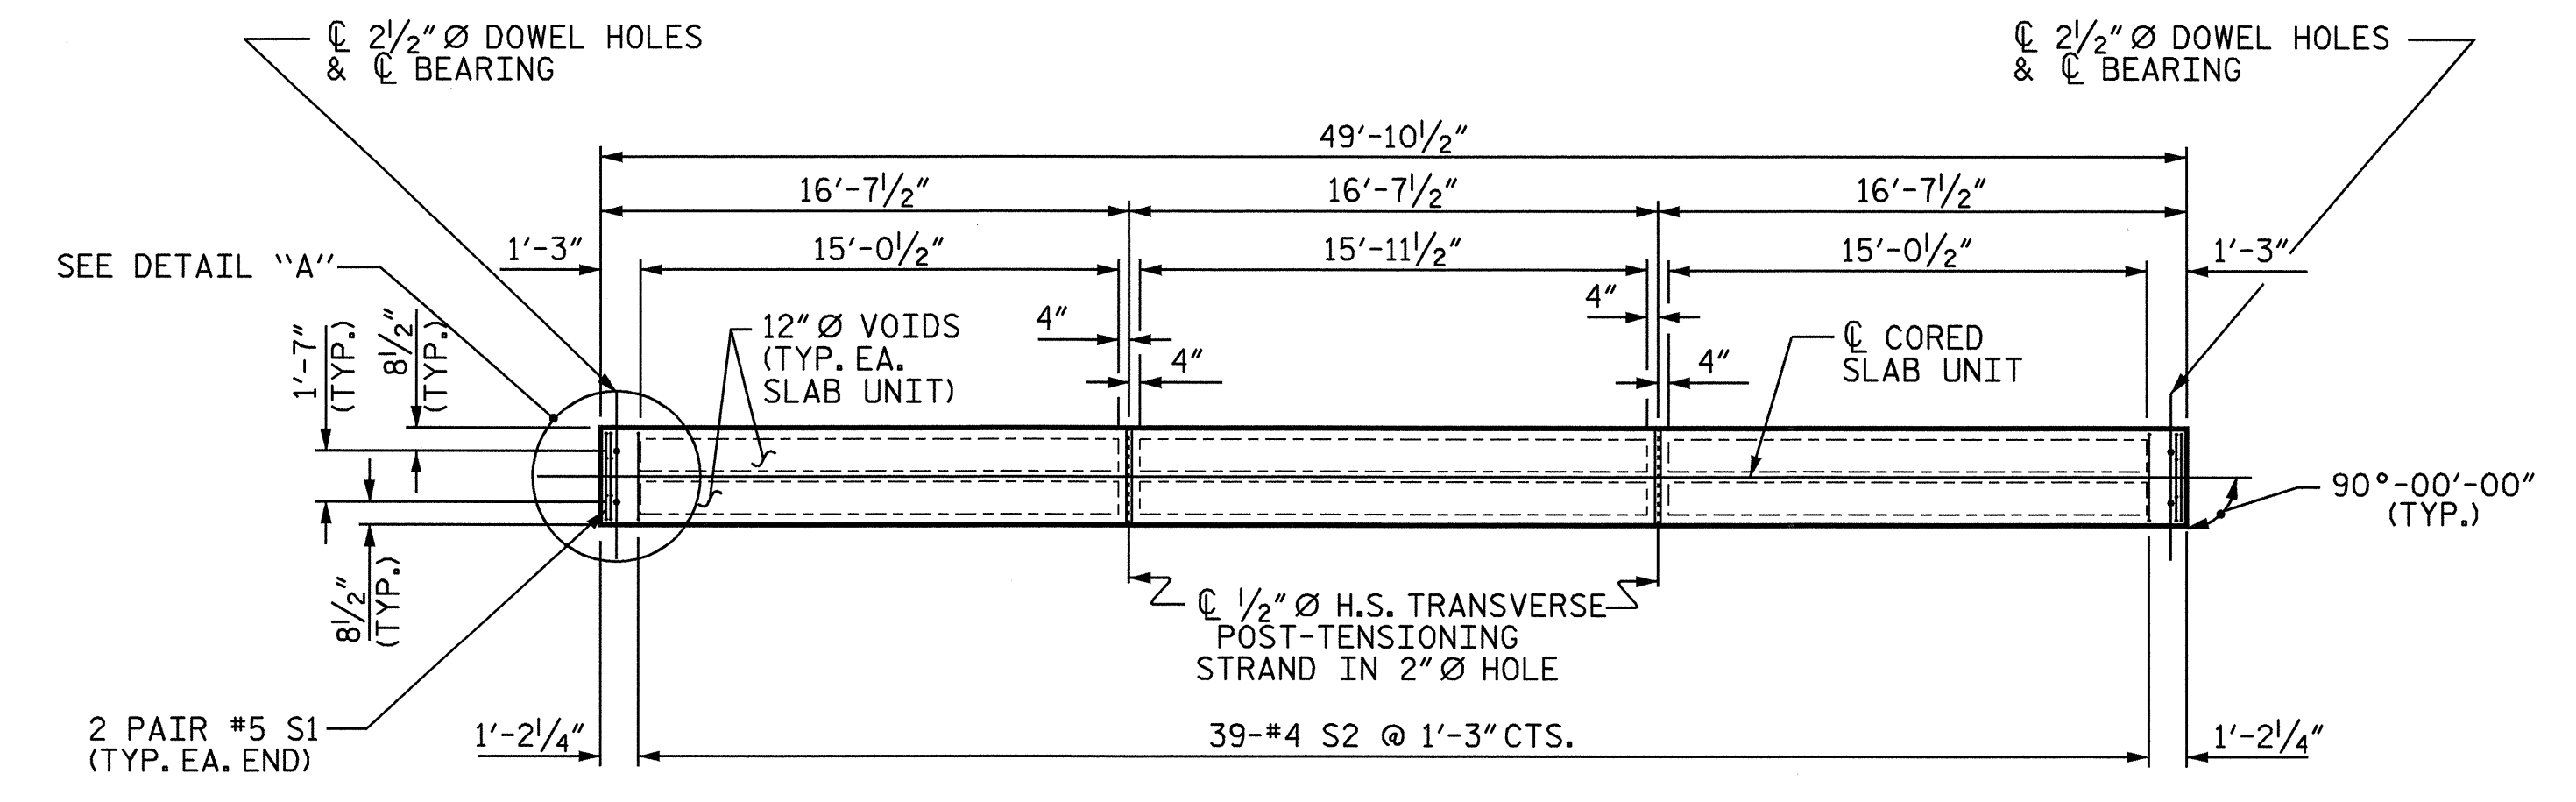 ℄ 2½"Ø DOWEL HOLES
& ℄ BEARING
℄ 2½"Ø DOWEL HOLES
& ℄ BEARING
49'-10½"
16'-7½"
16'-7½"
16'-7½"
1'-3"
15'-0½"
15'-11½"
15'-0½"
1'-3"
SEE DETAIL "A"
4"
4"
4"
4"
12"Ø VOIDS
(TYP. EA.
SLAB UNIT)
℄ CORED
SLAB UNIT
1'-7"
(TYP.)
8½"
(TYP.)
90°-00'-00"
(TYP.)
8½"
(TYP.)
℄ ½"Ø H.S. TRANSVERSE
POST-TENSIONING
STRAND IN 2"Ø HOLE
2 PAIR #5 S1
(TYP. EA. END)
1'-2¼"
39-#4 S2 @ 1'-3"CTS.
1'-2¼"